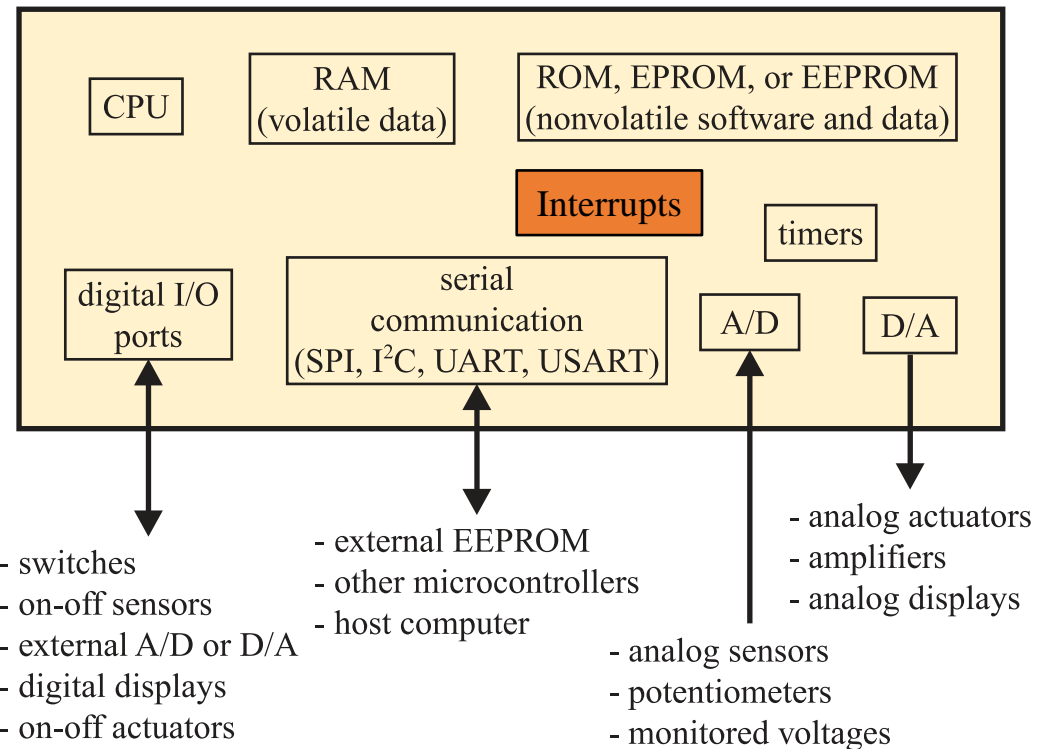 CPU
RAM
(volatile data)
ROM, EPROM, or EEPROM
(nonvolatile software and data)
Interrupts
timers
digital I/O
ports
serial
communication
(SPI, I²C, UART, USART)
A/D
D/A
- switches
- on-off sensors
- external A/D or D/A
- digital displays
- on-off actuators
- external EEPROM
- other microcontrollers
- host computer
- analog sensors
- potentiometers
- monitored voltages
- analog actuators
- amplifiers
- analog displays